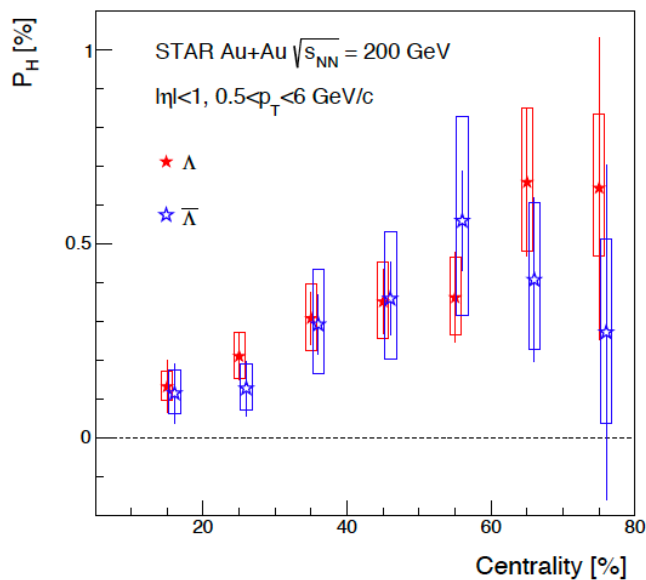 P_H [%]
1
0.5
0
STAR Au+Au √s_NN = 200 GeV
|η|<1, 0.5<p_T<6 GeV/c
Λ
Λ̅
20 40 60 80
Centrality [%]